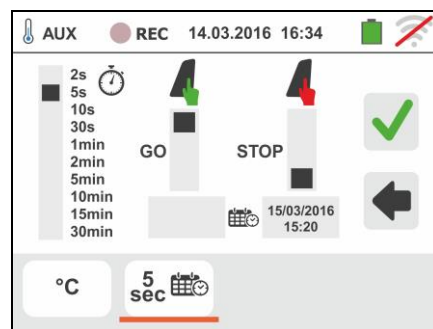 AUX REC 14.03.2016 16:34
2s
5s
10s
30s
1min
2min
5min
10min
15min
30min
GO
STOP
15/03/2016
15:20
°C
5
sec